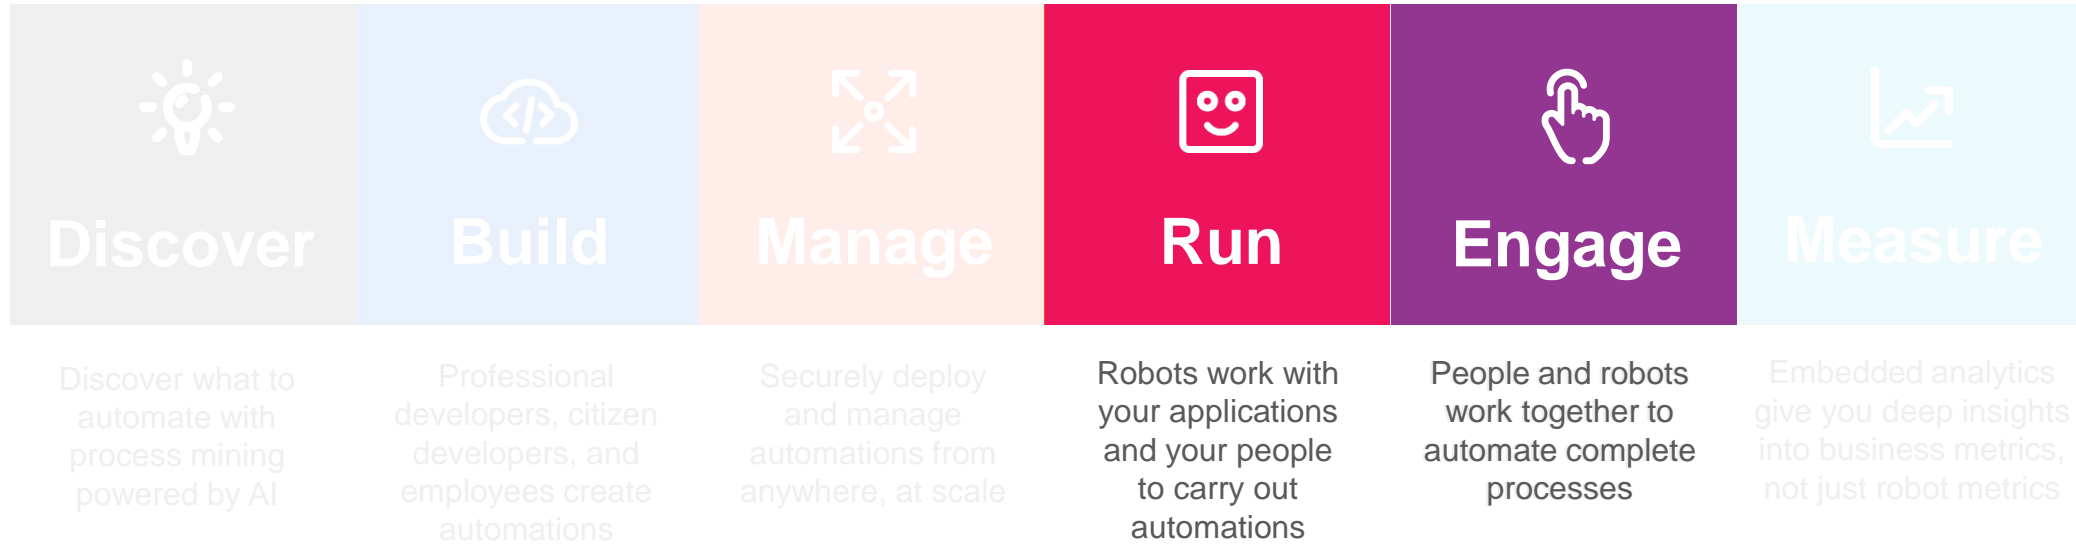 Discover
Discover what to
automate with
process mining
powered by AI
Build
Professional
developers, citizen
developers, and
employees create
automations
Manage
Securely deploy
and manage
automations from
anywhere, at scale
Run
Robots work with
your applications
and your people
to carry out
automations
Engage
People and robots
work together to
automate complete
processes
Measure
Embedded analytics
give you deep insights
into business metrics,
not just robot metrics